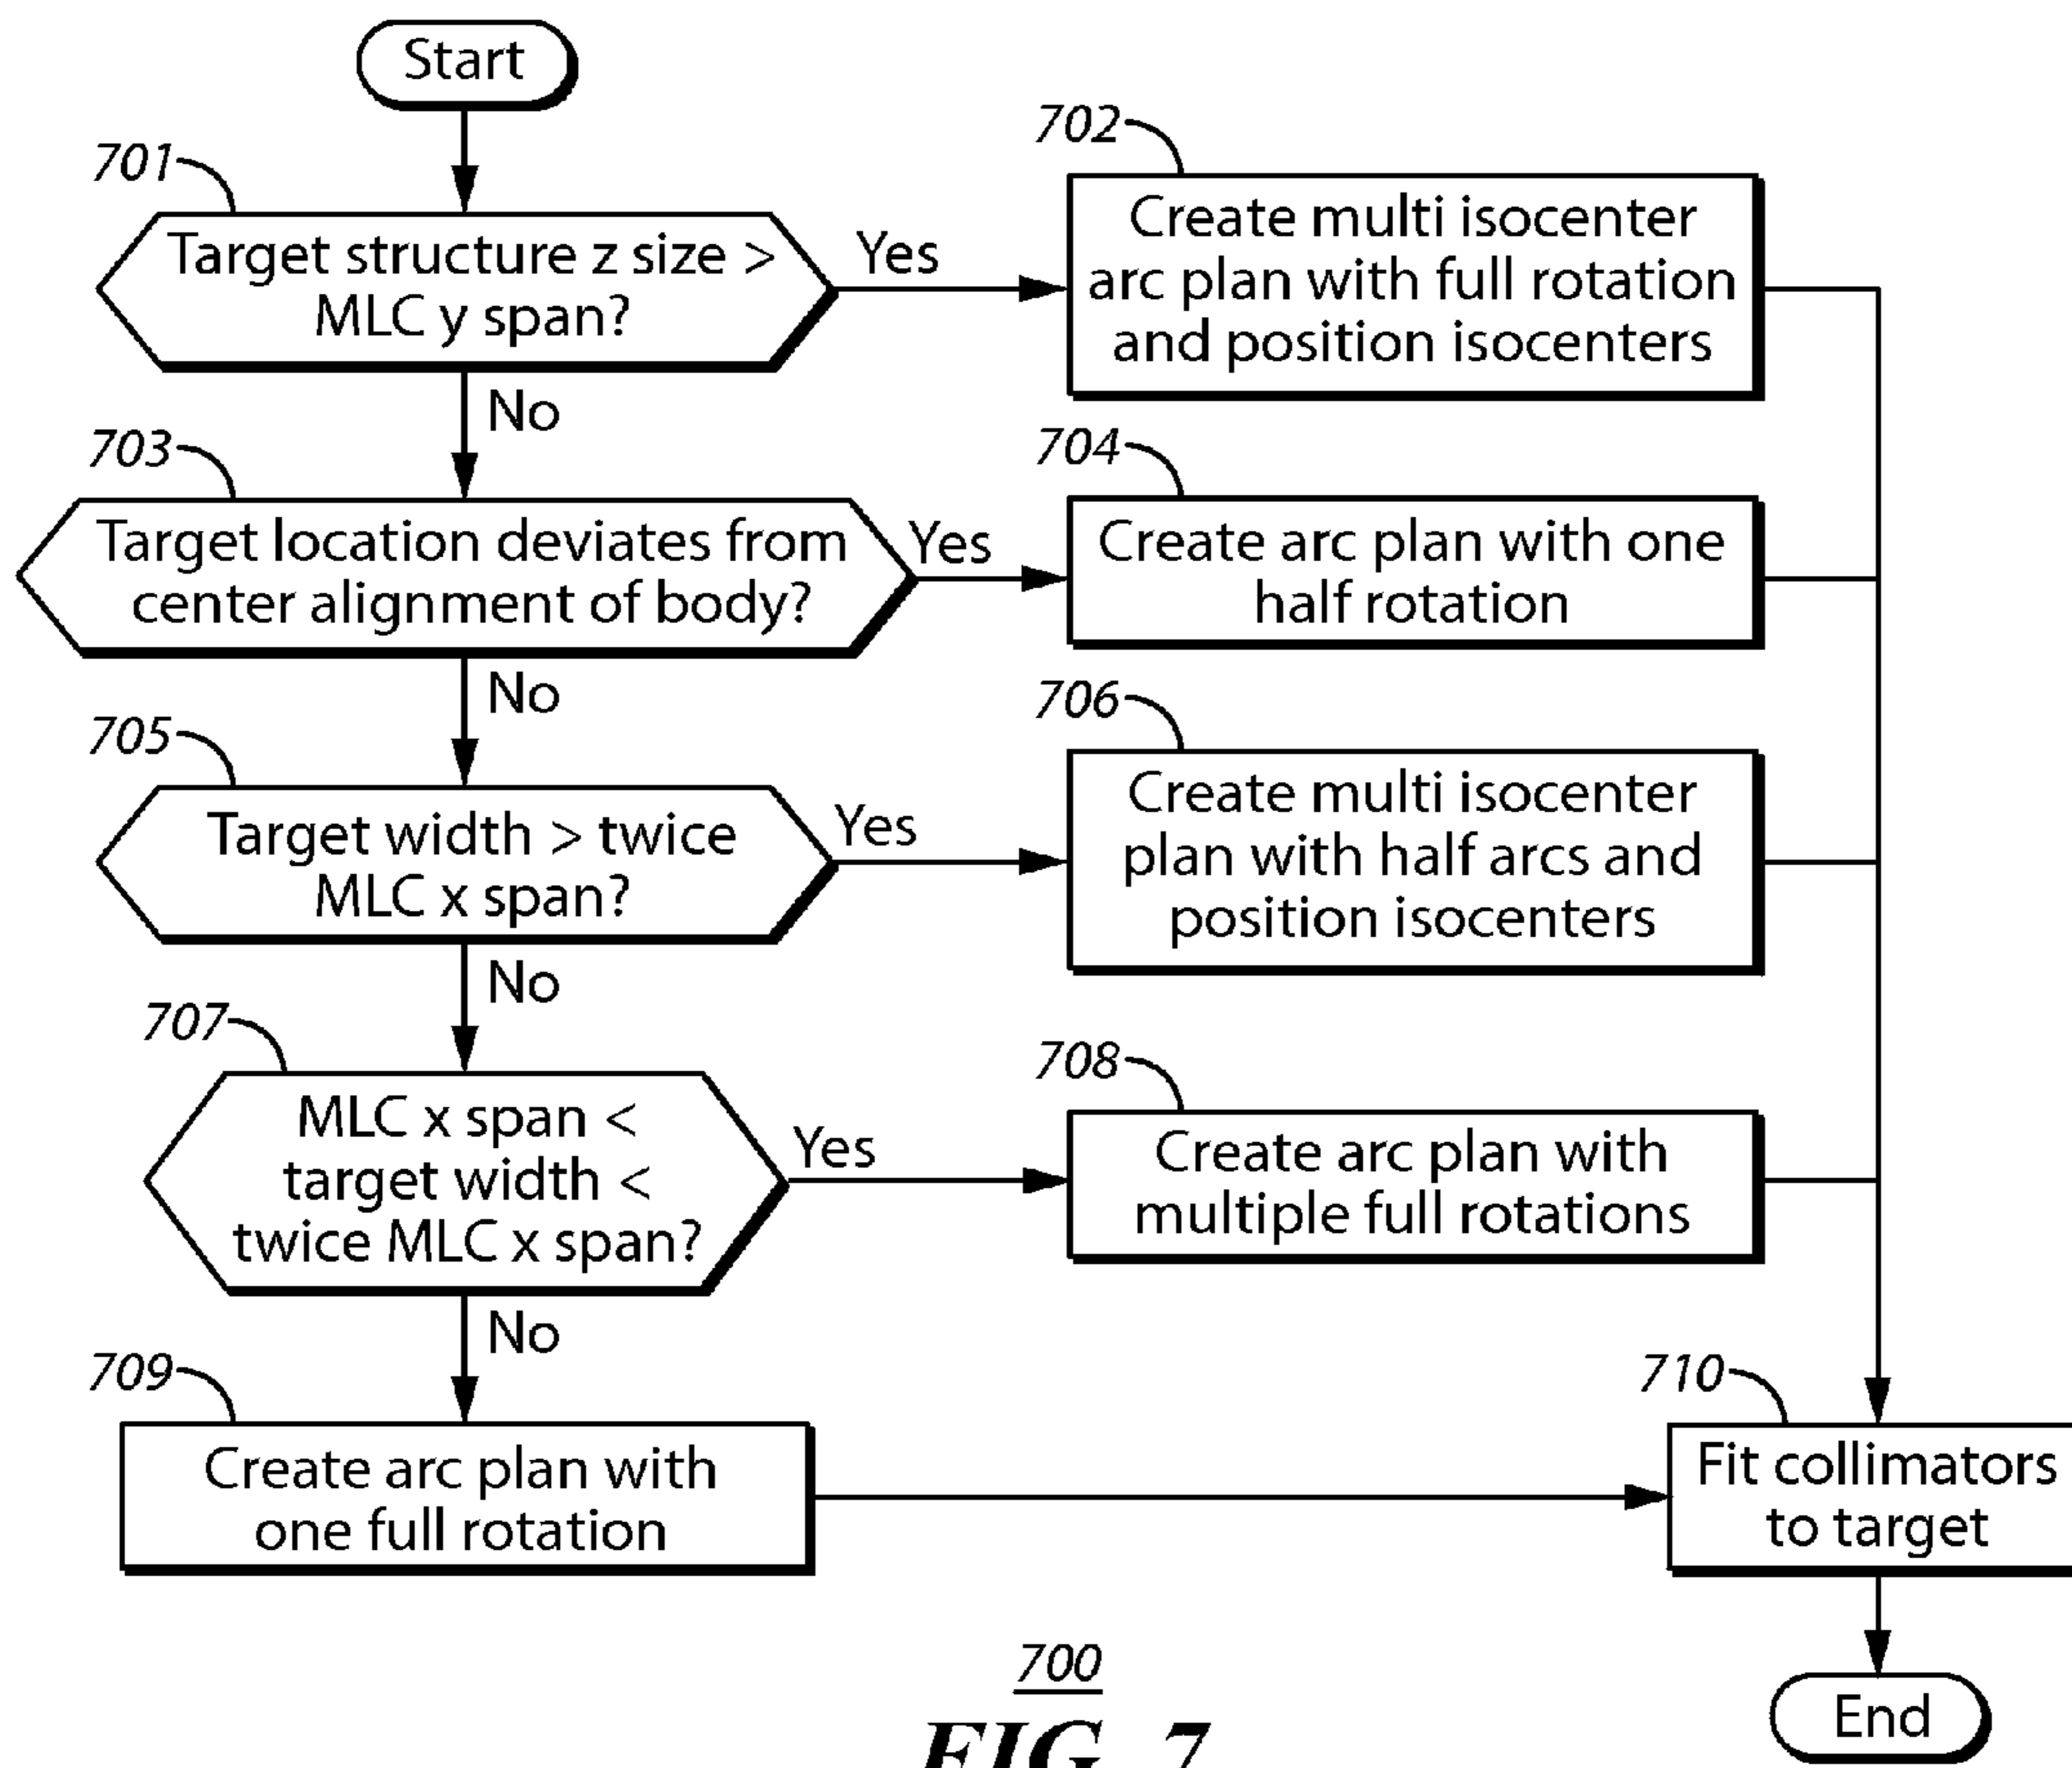 Start
701
Target structure z size >
MLC y span?
Yes
702
Create multi isocenter
arc plan with full rotation
and position isocenters
No
703
Target location deviates from
center alignment of body?
Yes
704
Create arc plan with one
half rotation
No
705
Target width > twice
MLC x span?
Yes
706
Create multi isocenter
plan with half arcs and
position isocenters
No
707
MLC x span <
target width <
twice MLC x span?
Yes
708
Create arc plan with
multiple full rotations
No
709
Create arc plan with
one full rotation
710
Fit collimators
to target
End
700
FIG. 7